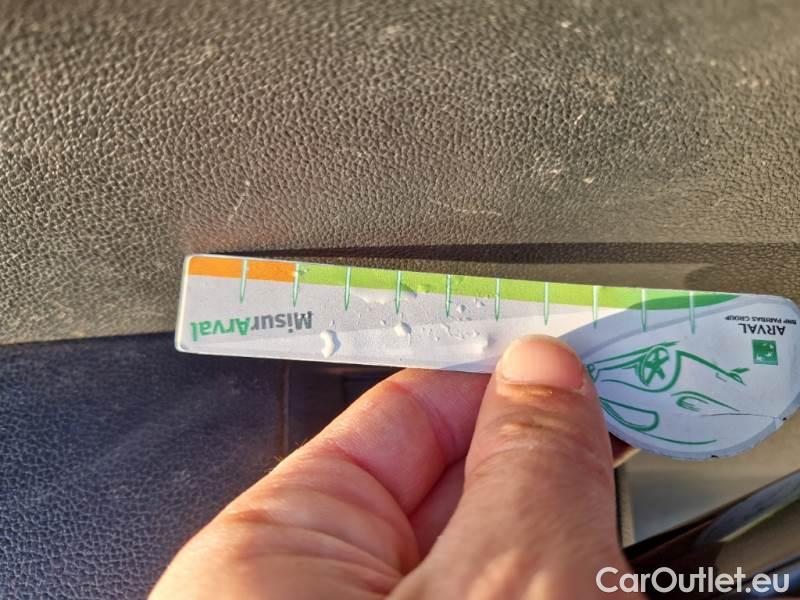 MisurArval
ARVAL
BNP PARIBAS GROUP
CarOutlet.eu